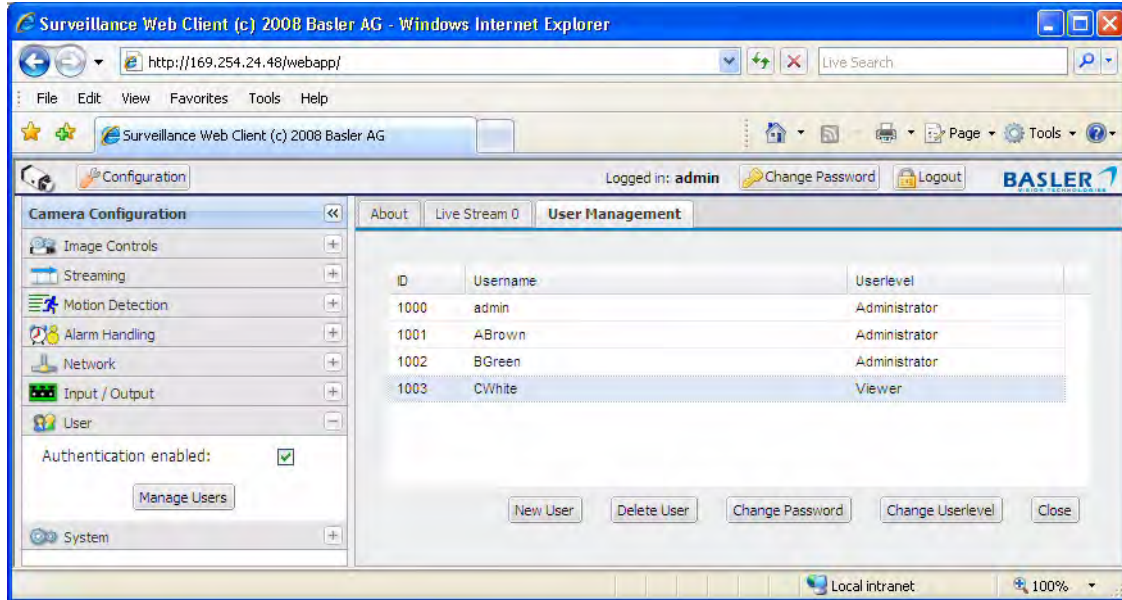 Surveillance Web Client (c) 2008 Basler AG - Windows Internet Explorer
http://169.254.24.48/webapp/
Live Search
File Edit View Favorites Tools Help
Surveillance Web Client (c) 2008 Basler AG
Page Tools
Configuration
Logged in: admin Change Password Logout
BASLER
VISION TECHNOLOGIES
Camera Configuration
About Live Stream 0 User Management
Image Controls
Streaming
Motion Detection
Alarm Handling
Network
Input / Output
User
Authentication enabled:
Manage Users
System
ID Username Userlevel
1000 admin Administrator
1001 ABrown Administrator
1002 BGreen Administrator
1003 CWhite Viewer
New User Delete User Change Password Change Userlevel Close
Local intranet 100%